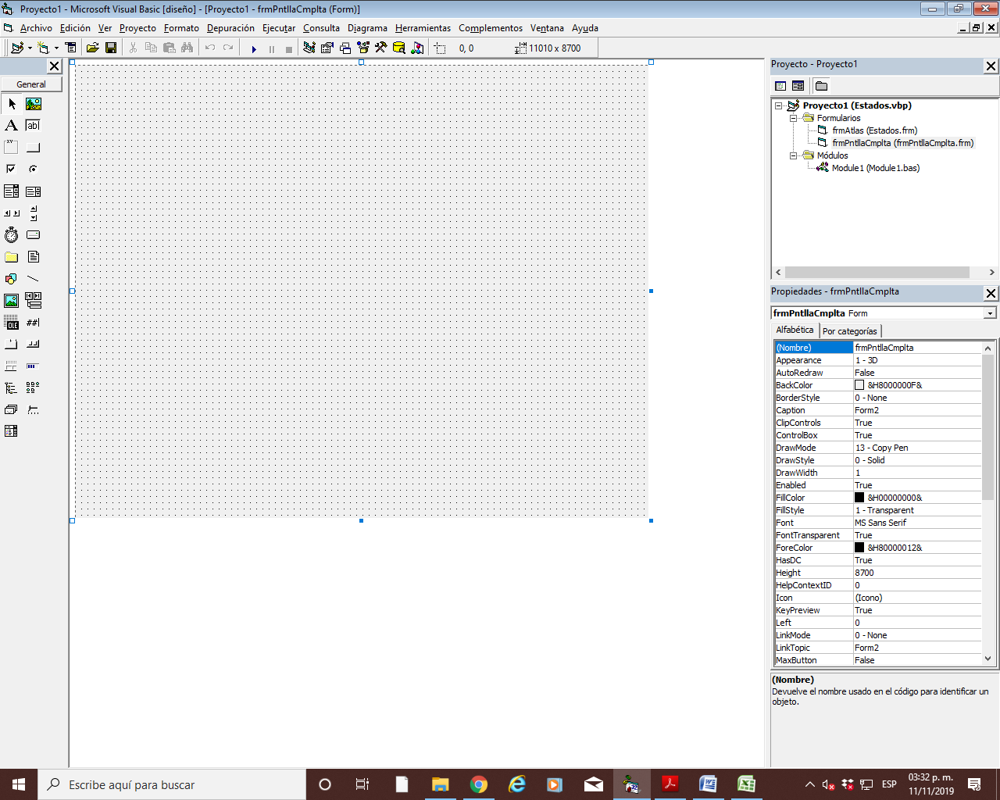 Proyecto1 - Microsoft Visual Basic [diseño] - [Proyecto1 - frmPntllaCmplta (Form)]
Archivo Edición Ver Proyecto Formato Depuración Ejecutar Consulta Diagrama Herramientas Complementos Ventana Ayuda
0, 0 11010 x 8700
General
A ab|
xy
OLE ##|
Proyecto - Proyecto1
Proyecto1 (Estados.vbp)
Formularios
frmAtlas (Estados.frm)
frmPntllaCmplta (frmPntllaCmplta.frm)
Módulos
Module1 (Module1.bas)
Propiedades - frmPntllaCmplta
frmPntllaCmplta Form
Alfabética Por categorías
(Nombre) frmPntllaCmplta
Appearance 1 - 3D
AutoRedraw False
BackColor &H8000000F&
BorderStyle 0 - None
Caption Form2
ClipControls True
ControlBox True
DrawMode 13 - Copy Pen
DrawStyle 0 - Solid
DrawWidth 1
Enabled True
FillColor &H00000000&
FillStyle 1 - Transparent
Font MS Sans Serif
FontTransparent True
ForeColor &H80000012&
HasDC True
Height 8700
HelpContextID 0
Icon (Icono)
KeyPreview True
Left 0
LinkMode 0 - None
LinkTopic Form2
MaxButton False
(Nombre)
Devuelve el nombre usado en el código para identificar un
objeto.
Escribe aquí para buscar
ESP
03:32 p. m.
11/11/2019